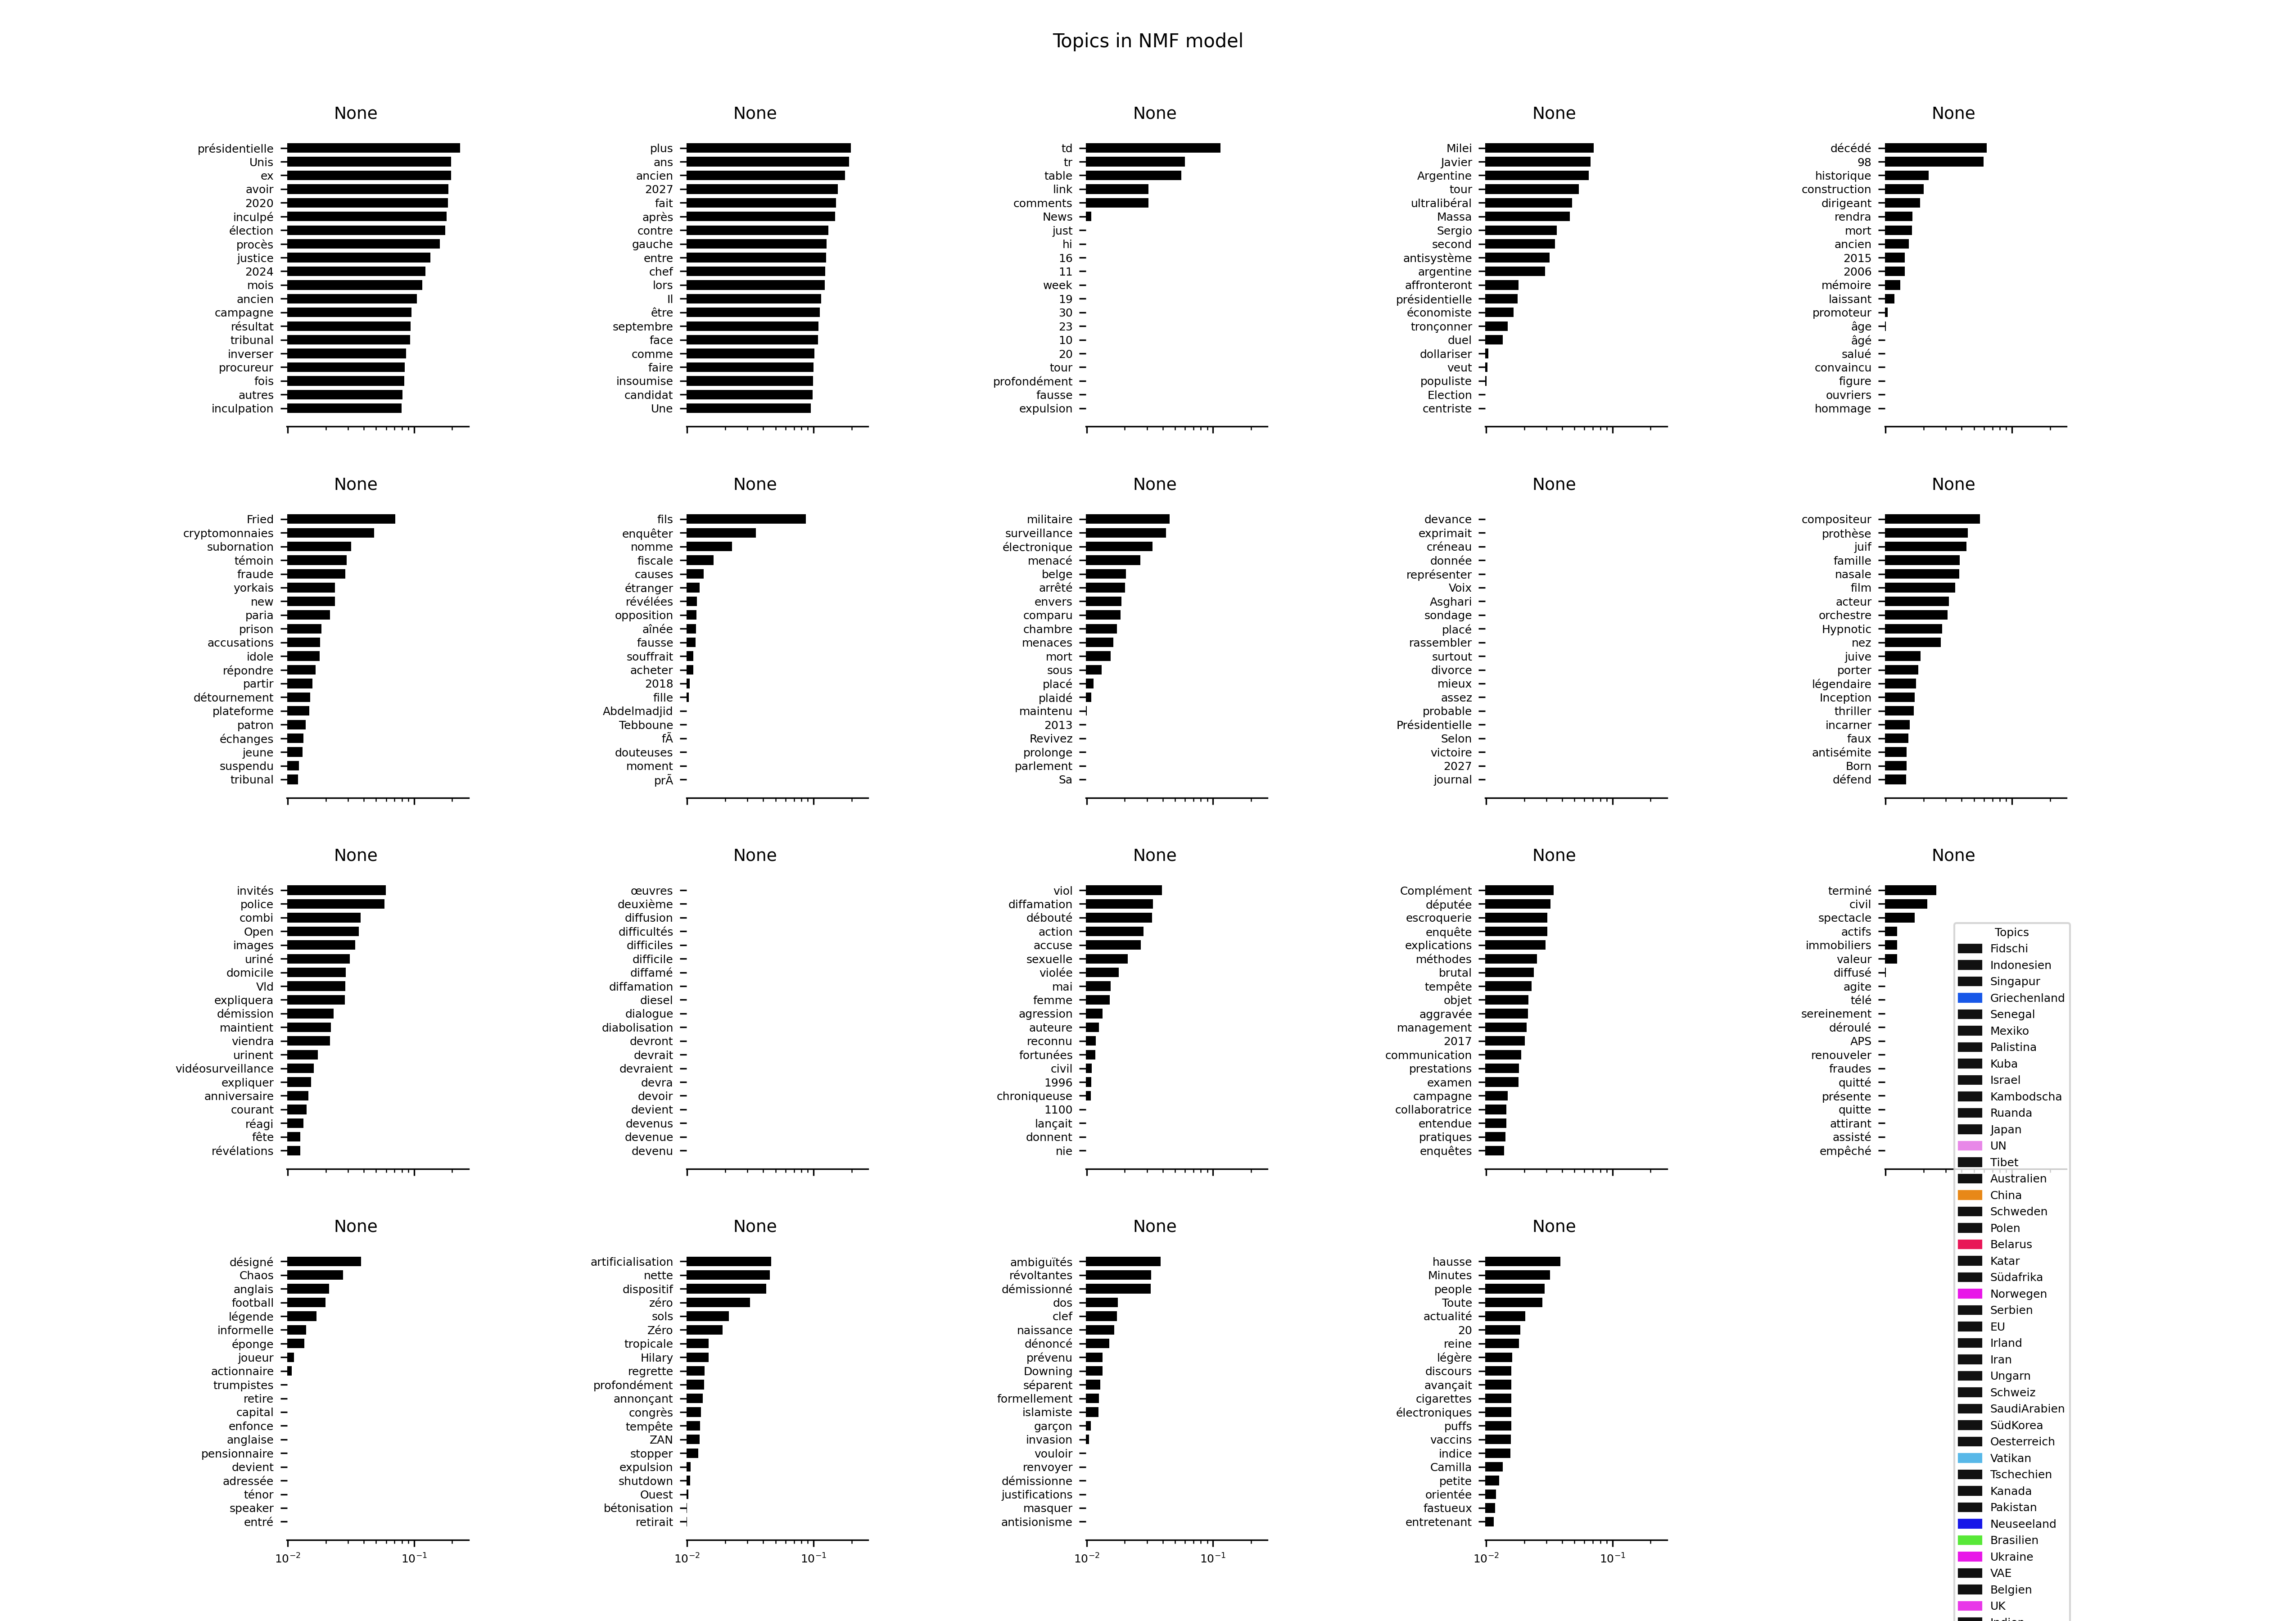 Topics in NMF model
None
présidentielle
Unis
ex
avoir
2020
inculpé
élection
procès
justice
2024
mois
ancien
campagne
résultat
tribunal
inverser
procureur
fois
autres
inculpation
None
plus
ans
ancien
2027
fait
après
contre
gauche
entre
chef
lors
Il
être
septembre
face
comme
faire
insoumise
candidat
Une
None
td
tr
table
link
comments
News
just
hi
16
11
week
19
30
23
10
20
tour
profondément
fausse
expulsion
None
Milei
Javier
Argentine
tour
ultralibéral
Massa
Sergio
second
antisystème
argentine
affronteront
présidentielle
économiste
tronçonner
duel
dollariser
veut
populiste
Election
centriste
None
décédé
98
historique
construction
dirigeant
rendra
mort
ancien
2015
2006
mémoire
laissant
promoteur
âge
âgé
salué
convaincu
figure
ouvriers
hommage
None
Fried
cryptomonnaies
subornation
témoin
fraude
yorkais
new
paria
prison
accusations
idole
répondre
partir
détournement
plateforme
patron
échanges
jeune
suspendu
tribunal
None
fils
enquêter
nomme
fiscale
causes
étranger
révélées
opposition
aînée
fausse
souffrait
acheter
2018
fille
Abdelmadjid
Tebboune
fÃ
douteuses
moment
prÃ
None
militaire
surveillance
électronique
menacé
belge
arrêté
envers
comparu
chambre
menaces
mort
sous
placé
plaidé
maintenu
2013
Revivez
prolonge
parlement
Sa
None
devance
exprimait
créneau
donnée
représenter
Voix
Asghari
sondage
placé
rassembler
surtout
divorce
mieux
assez
probable
Présidentielle
Selon
victoire
2027
journal
None
compositeur
prothèse
juif
famille
nasale
film
acteur
orchestre
Hypnotic
nez
juive
porter
légendaire
Inception
thriller
incarner
faux
antisémite
Born
défend
None
invités
police
combi
Open
images
uriné
domicile
Vld
expliquera
démission
maintient
viendra
urinent
vidéosurveillance
expliquer
anniversaire
courant
réagi
fête
révélations
None
œuvres
deuxième
diffusion
difficultés
difficiles
difficile
diffamé
diffamation
diesel
dialogue
diabolisation
devront
devrait
devraient
devra
devoir
devient
devenus
devenue
devenu
None
viol
diffamation
débouté
action
accuse
sexuelle
violée
mai
femme
agression
auteure
reconnu
fortunées
civil
1996
chroniqueuse
1100
lançait
donnent
nie
None
Complément
députée
escroquerie
enquête
explications
méthodes
brutal
tempête
objet
aggravée
management
2017
communication
prestations
examen
campagne
collaboratrice
entendue
pratiques
enquêtes
None
terminé
civil
spectacle
actifs
immobiliers
valeur
diffusé
agite
télé
sereinement
déroulé
APS
renouveler
fraudes
quitté
présente
quitte
attirant
assisté
empêché
None
désigné
Chaos
anglais
football
légende
informelle
éponge
joueur
actionnaire
trumpistes
retire
capital
enfonce
anglaise
pensionnaire
devient
adressée
ténor
speaker
entré
10⁻² 10⁻¹
None
artificialisation
nette
dispositif
zéro
sols
Zéro
tropicale
Hilary
regrette
profondément
annonçant
congrès
tempête
ZAN
stopper
expulsion
shutdown
Ouest
bétonisation
retirait
10⁻² 10⁻¹
None
ambiguïtés
révoltantes
démissionné
dos
clef
naissance
dénoncé
prévenu
Downing
séparent
formellement
islamiste
garçon
invasion
vouloir
renvoyer
démissionne
justifications
masquer
antisionisme
10⁻² 10⁻¹
None
hausse
Minutes
people
Toute
actualité
20
reine
légère
discours
avançait
cigarettes
électroniques
puffs
vaccins
indice
Camilla
petite
orientée
fastueux
entretenant
10⁻² 10⁻¹
Topics
Fidschi
Indonesien
Singapur
Griechenland
Senegal
Mexiko
Palistina
Kuba
Israel
Kambodscha
Ruanda
Japan
UN
Tibet
Australien
China
Schweden
Polen
Belarus
Katar
Südafrika
Norwegen
Serbien
EU
Irland
Iran
Ungarn
Schweiz
SaudiArabien
SüdKorea
Oesterreich
Vatikan
Tschechien
Kanada
Pakistan
Neuseeland
Brasilien
Ukraine
VAE
Belgien
UK